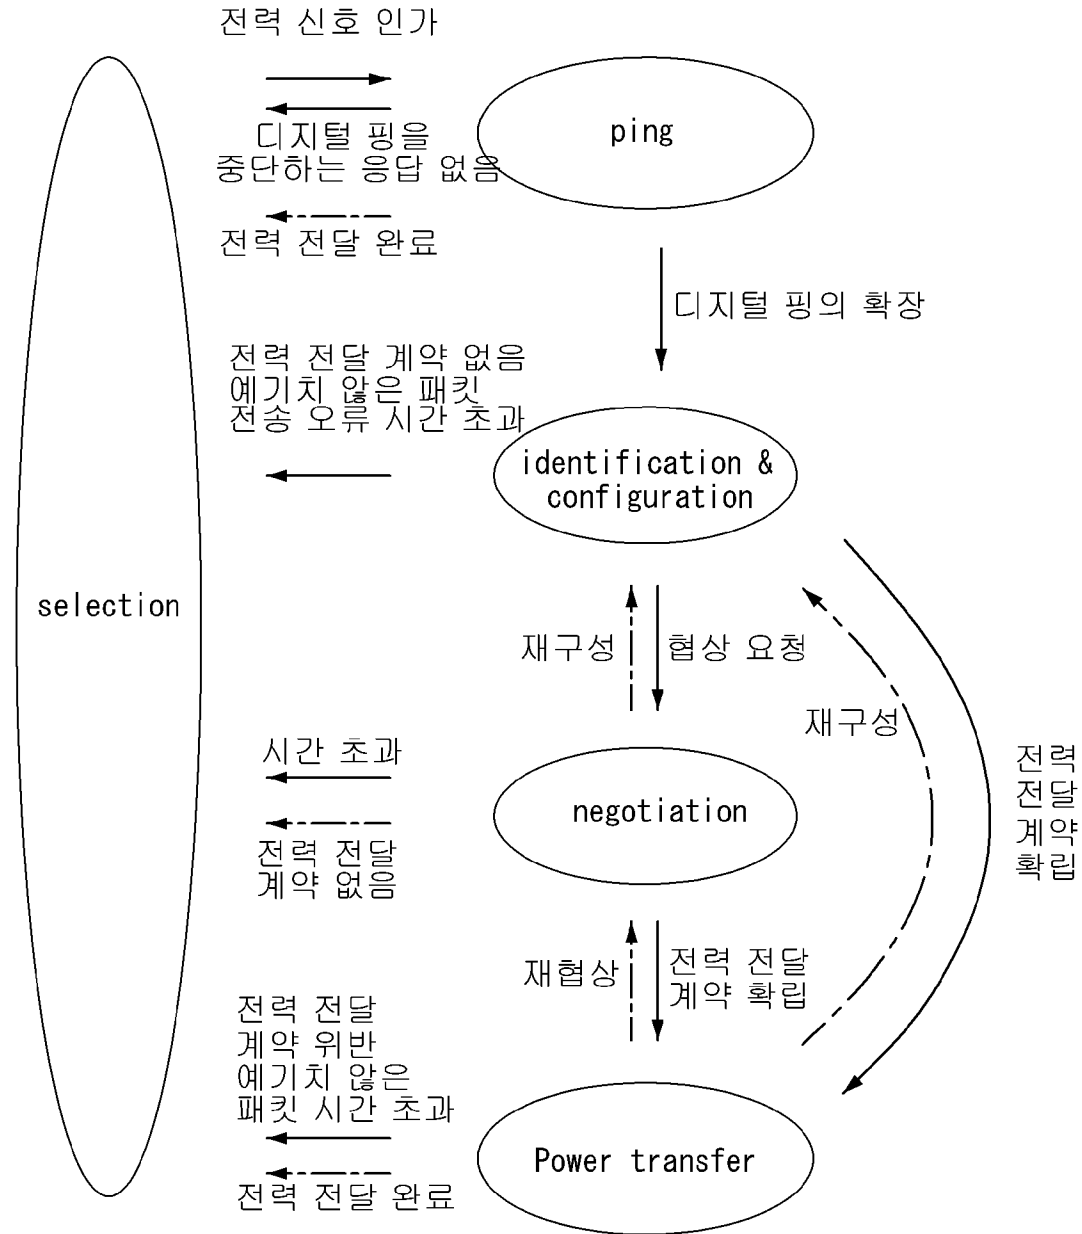 전력 신호 인가
디지털 핑을
중단하는 응답 없음
전력 전달 완료
ping
디지털 핑의 확장
전력 전달 계약 없음
예기치 않은 패킷
전송 오류 시간 초과
identification &
configuration
selection
재구성
협상 요청
재구성
전력
전달
계약
확립
시간 초과
전력 전달
계약 없음
negotiation
재협상
전력 전달
계약 확립
전력 전달
계약 위반
예기치 않은
패킷 시간 초과
전력 전달 완료
Power transfer